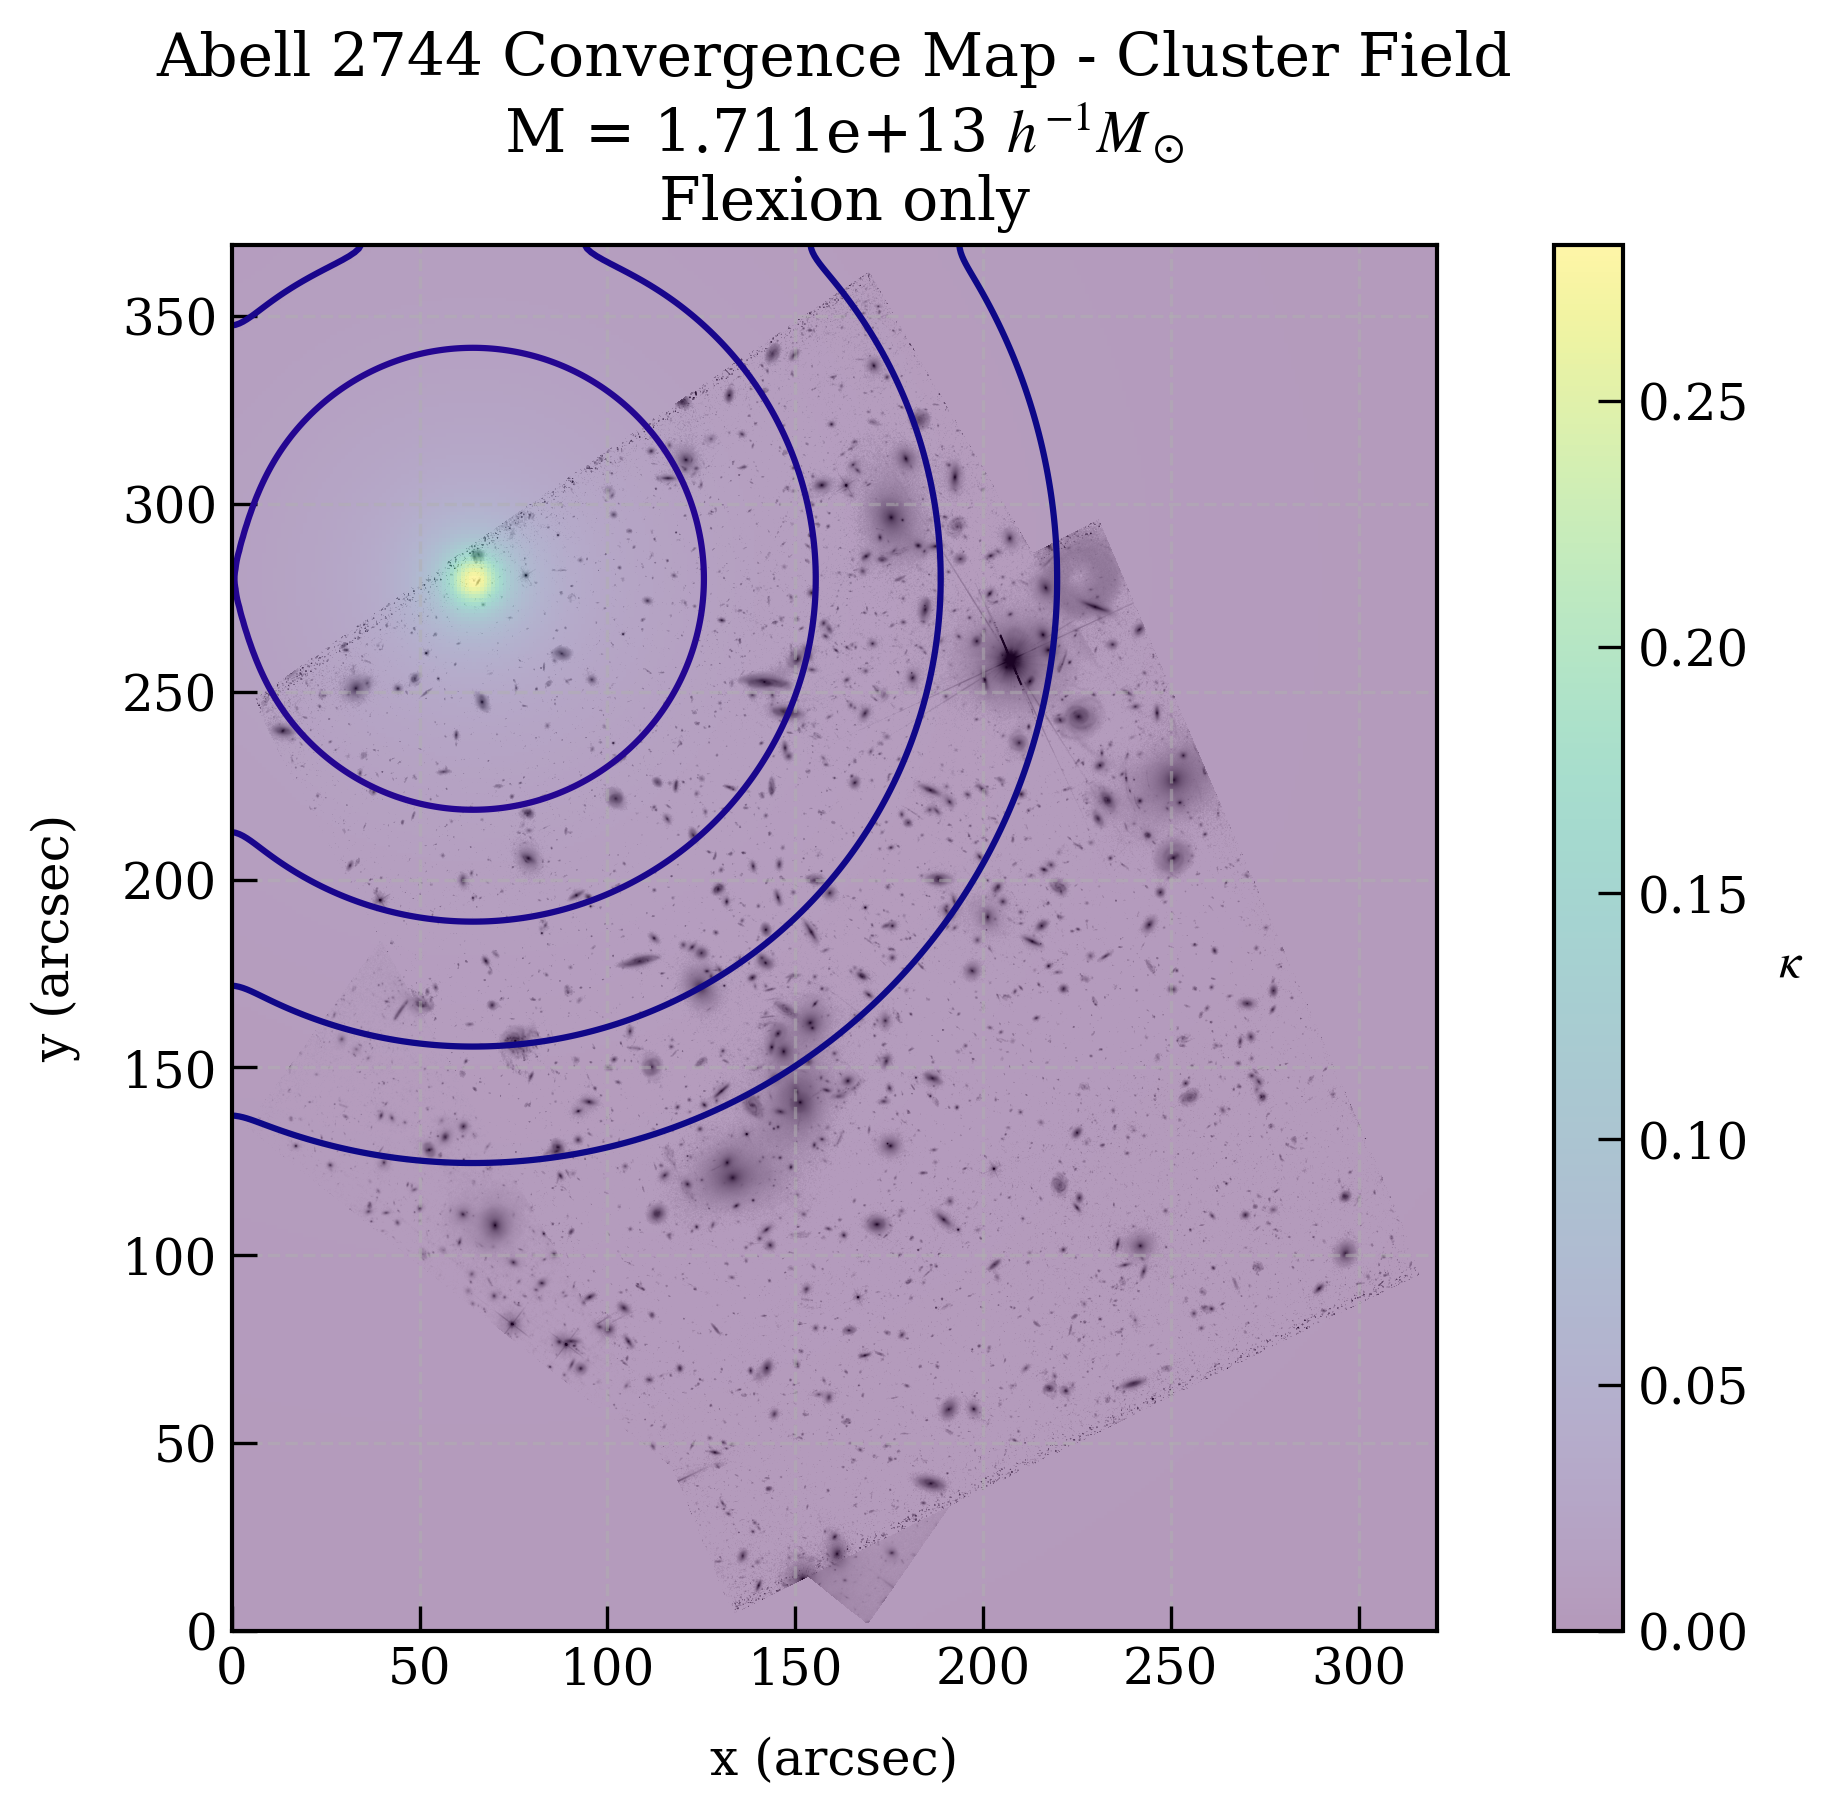 Abell 2744 Convergence Map - Cluster Field
M = 1.711e+13 h⁻¹M⊙
Flexion only
350
300
250
200
150
100
50
0
y (arcsec)
0 50 100 150 200 250 300
x (arcsec)
0.25
0.20
0.15
0.10
0.05
0.00
κ